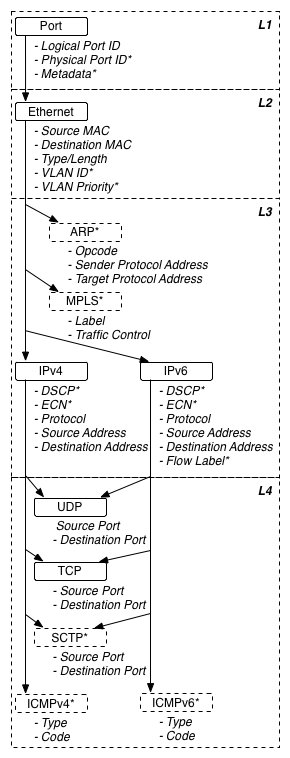 Port
L1
- Logical Port ID
- Physical Port ID*
- Metadata*
L2
Ethernet
- Source MAC
- Destination MAC
- Type/Length
- VLAN ID*
- VLAN Priority*
L3
ARP*
- Opcode
- Sender Protocol Address
- Target Protocol Address
MPLS*
- Label
- Traffic Control
IPv4
- DSCP*
- ECN*
- Protocol
- Source Address
- Destination Address
IPv6
- DSCP*
- ECN*
- Protocol
- Source Address
- Destination Address
- Flow Label*
L4
UDP
Source Port
- Destination Port
TCP
- Source Port
- Destination Port
SCTP*
- Source Port
- Destination Port
ICMPv4*
- Type
- Code
ICMPv6*
- Type
- Code